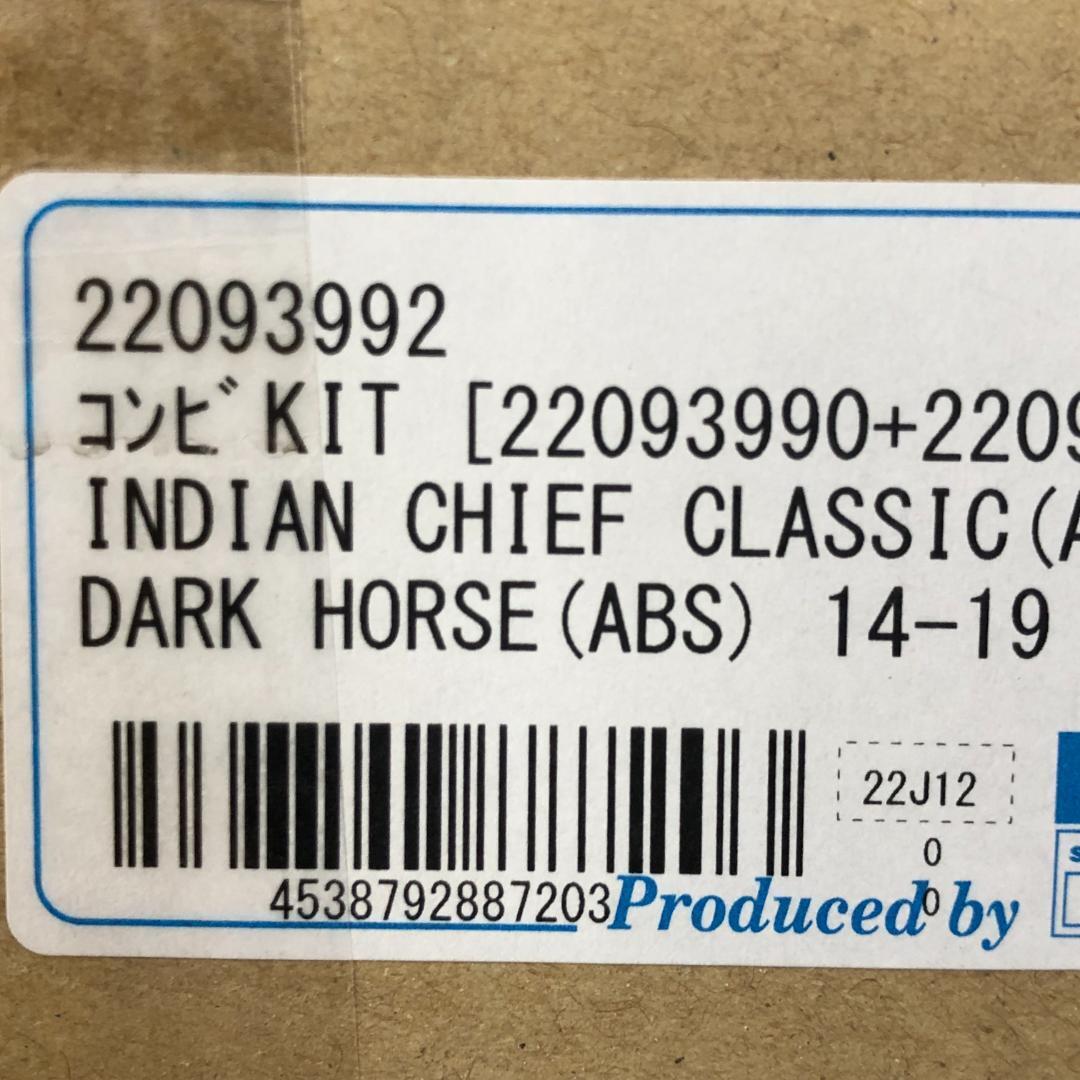 22093992
コンビKIT [22093990+2209
INDIAN CHIEF CLASSIC(A
DARK HORSE(ABS) 14-19
22J12
0
4538792887203
0
Produced by
s